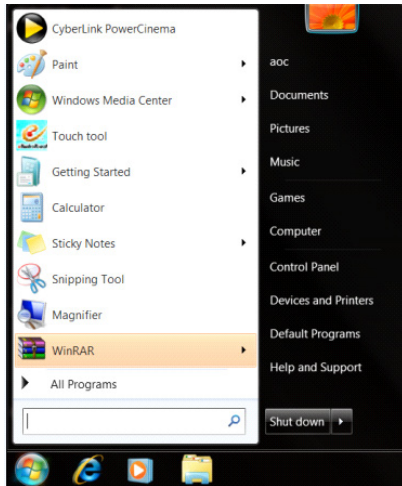 CyberLink PowerCinema
Paint
Windows Media Center
Touch tool
Getting Started
Calculator
Sticky Notes
Snipping Tool
Magnifier
WinRAR
All Programs
aoc
Documents
Pictures
Music
Games
Computer
Control Panel
Devices and Printers
Default Programs
Help and Support
Shut down